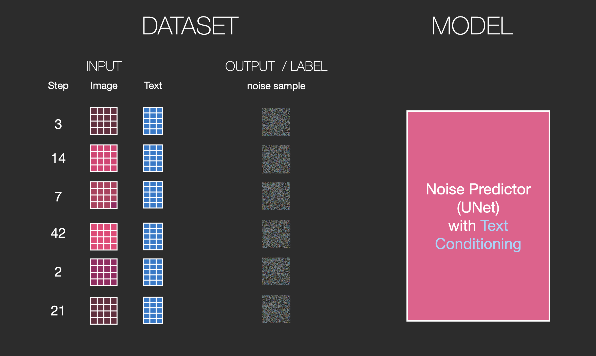 DATASET
MODEL
INPUT
OUTPUT / LABEL
Step
Image
Text
noise sample
3
14
7
42
2
21
Noise Predictor
(UNet)
with Text
Conditioning